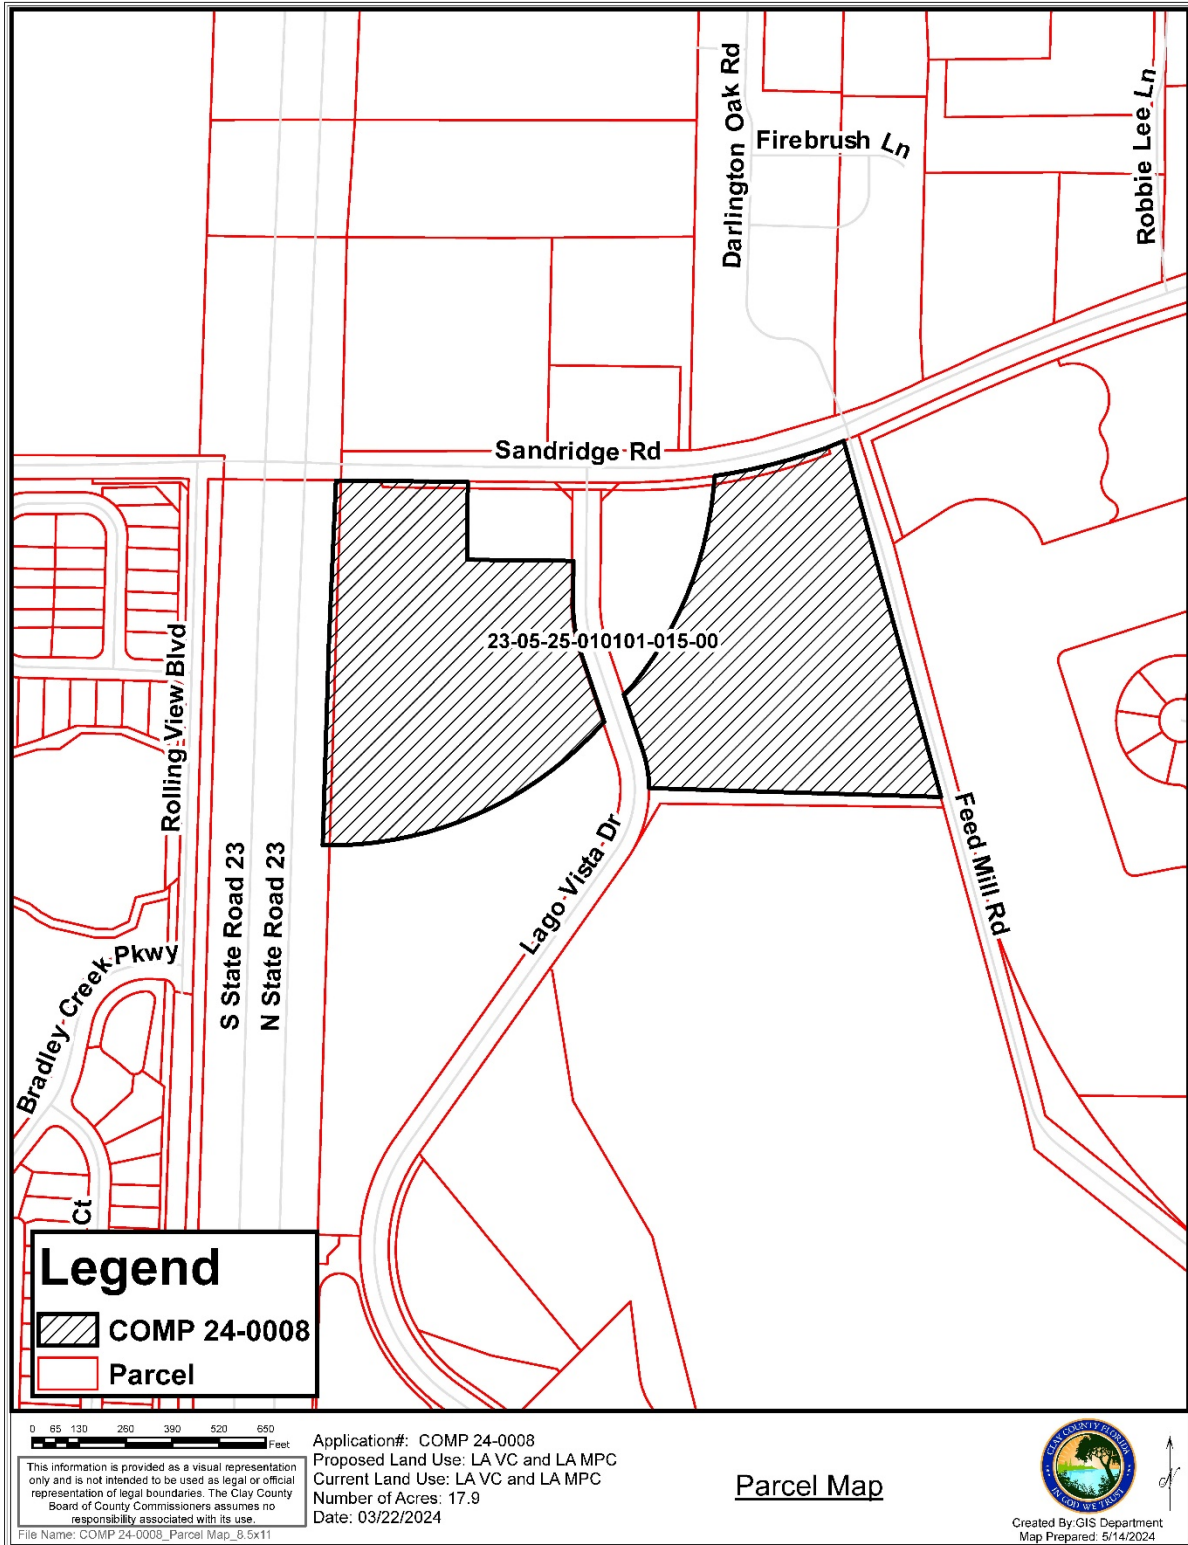 Darlington Oak Rd
Firebrush Ln
Robbie Lee Ln
Sandridge Rd
23-05-25-010101-015-00
Rolling View Blvd
S State Road 23
N State Road 23
Lago Vista Dr
Feed Mill Rd
Bradley Creek Pkwy
Ct
Legend
COMP 24-0008
Parcel
0 65 130 260 390 520 650
Feet
This information is provided as a visual representation
only and is not intended to be used as legal or official
representation of legal boundaries. The Clay County
Board of County Commissioners assumes no
responsibility associated with its use.
File Name: COMP 24-0008_Parcel Map_8.5x11
Application#: COMP 24-0008
Proposed Land Use: LA VC and LA MPC
Current Land Use: LA VC and LA MPC
Number of Acres: 17.9
Date: 03/22/2024
Parcel Map
CLAY COUNTY FLORIDA
IN GOD WE TRUST
N
Created By:GIS Department
Map Prepared: 5/14/2024